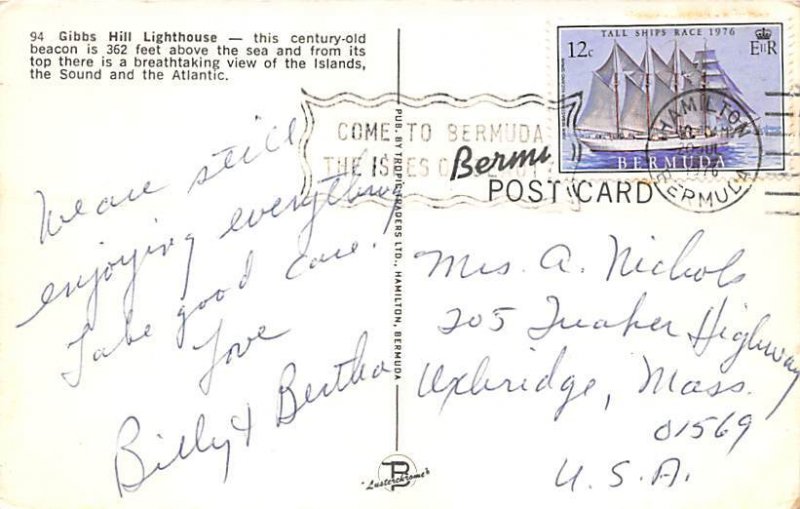 94 Gibbs Hill Lighthouse — this century-old
beacon is 362 feet above the sea and from its
top there is a breathtaking view of the Islands,
the Sound and the Atlantic.
We are still
enjoying everything
Take good care.
Love
Billy & Bertha
PUB. BY TROPIC TRADERS LTD., HAMILTON, BERMUDA
"Lusterchrome"
COME TO BERMUDA
THE ISLES OF
Bermu
POST CARD
TALL SHIPS RACE 1976
12c
E II R
BERMUDA
HAMILTON
1976
BERMUDA
Mrs. A. Nichols
205 Quaker Highway
Uxbridge, Mass.
01569
U.S.A.